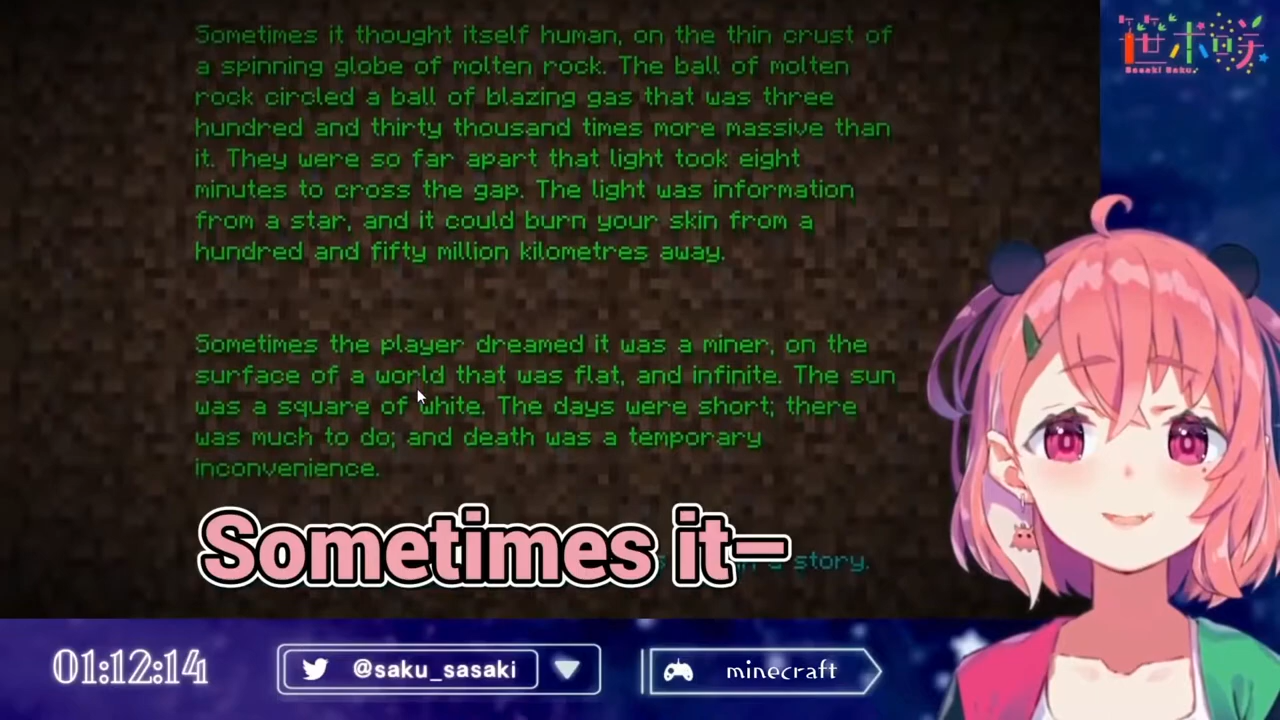 Sometimes it thought itself human, on the thin crust of
a spinning globe of molten rock. The ball of molten
rock circled a ball of blazing gas that was three
hundred and thirty thousand times more massive than
it. They were so far apart that light took eight
minutes to cross the gap. The light was information
from a star, and it could burn your skin from a
hundred and fifty million kilometres away.
Sometimes the player dreamed it was a miner, on the
surface of a world that was flat, and infinite. The sun
was a square of white. The days were short; there
was much to do; and death was a temporary
inconvenience.
Sometimes it–
a story.
笹木咲
Sasaki Saku
01:12:14
@saku_sasaki
minecraft